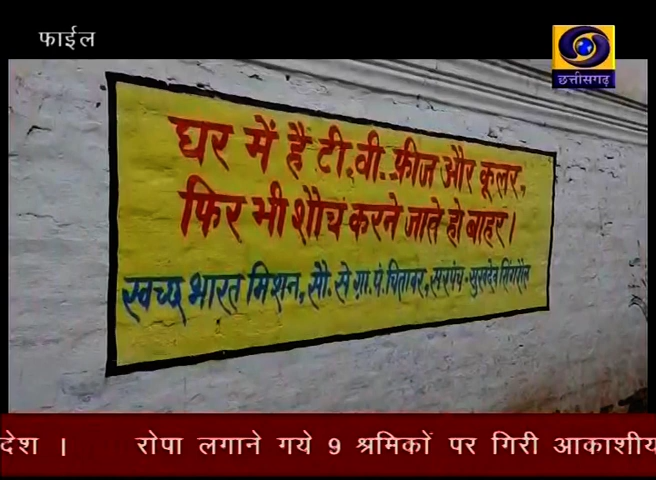 फाईल
छत्तीसगढ़
घर में हैं टी.वी. फ्रीज और कूलर,
फिर भी शौच करने जाते हो बाहर।
स्वच्छ भारत मिशन, सौ. से ग्रा. पं. चितावर, सरपंच - सुखदेव
देश । रोपा लगाने गये 9 श्रमिकों पर गिरी आकाशीय